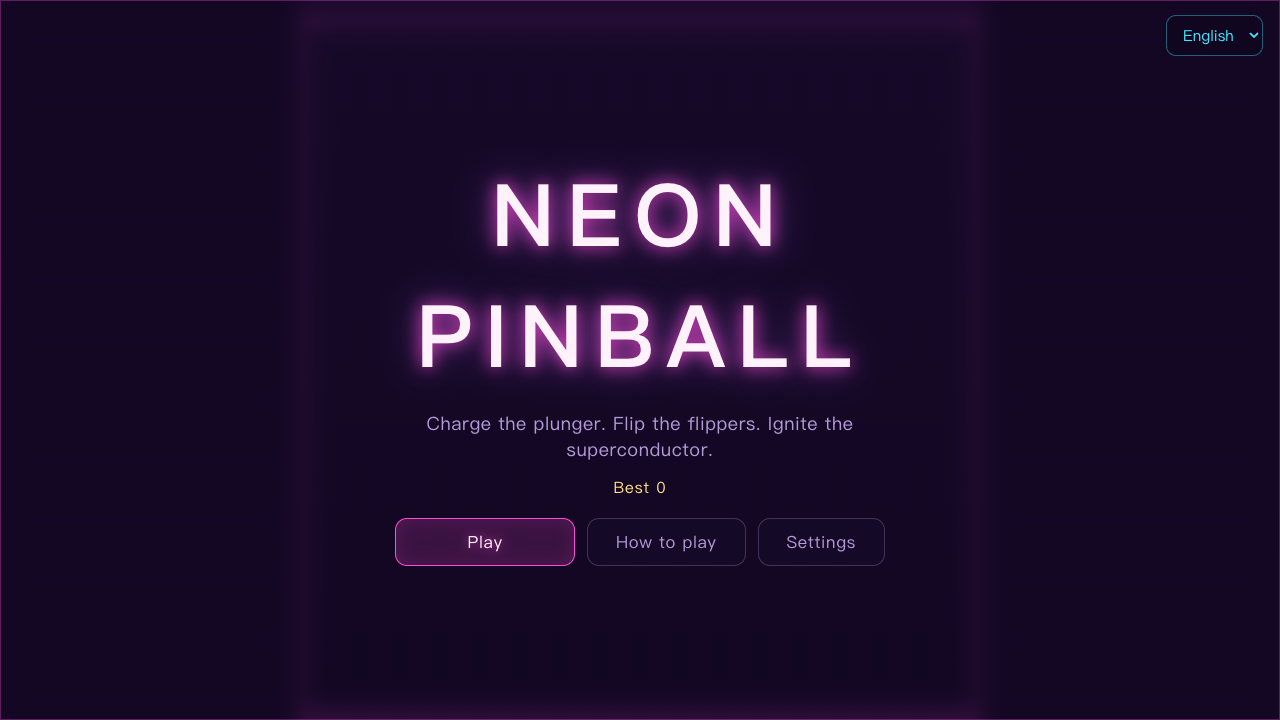 English
NEON
PINBALL
Charge the plunger. Flip the flippers. Ignite the
superconductor.
Best 0
Play
How to play
Settings